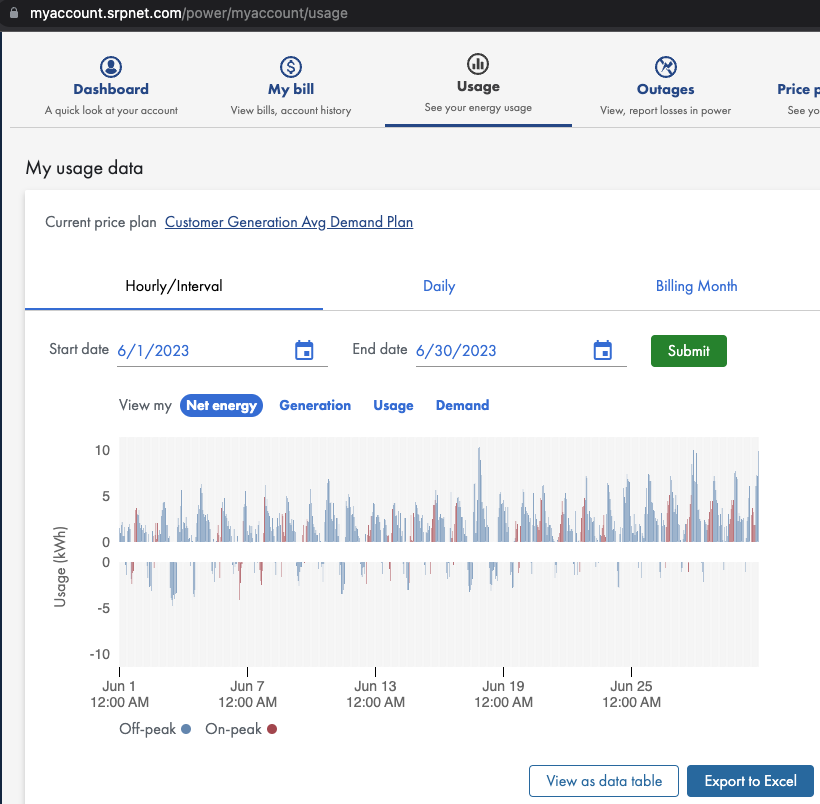 myaccount.srpnet.com/power/myaccount/usage
Dashboard
A quick look at your account
My bill
View bills, account history
Usage
See your energy usage
Outages
View, report losses in power
Price p
See yo
My usage data
Current price plan Customer Generation Avg Demand Plan
Hourly/Interval Daily Billing Month
Start date 6/1/2023 End date 6/30/2023 Submit
View my Net energy Generation Usage Demand
Usage (kWh)
10
5
0
0
-5
-10
Jun 1 Jun 7 Jun 13 Jun 19 Jun 25
12:00 AM 12:00 AM 12:00 AM 12:00 AM 12:00 AM
Off-peak On-peak
View as data table Export to Excel